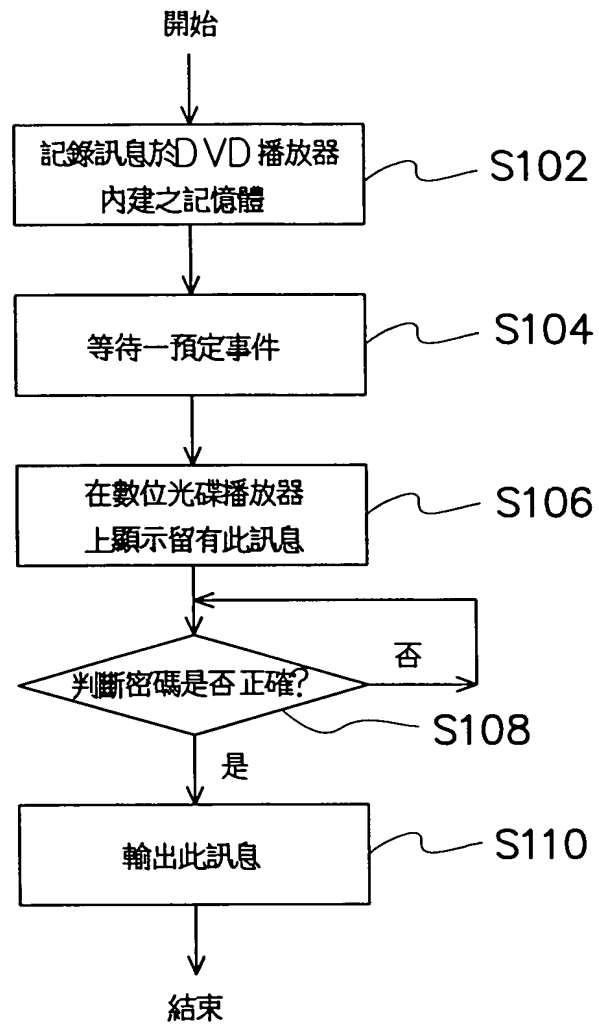 開始
記錄訊息於DVD播放器
內建之記憶體
S102
等待一預定事件
S104
在數位光碟播放器
上顯示留有此訊息
S106
否
判斷密碼是否正確?
S108
是
輸出此訊息
S110
結束